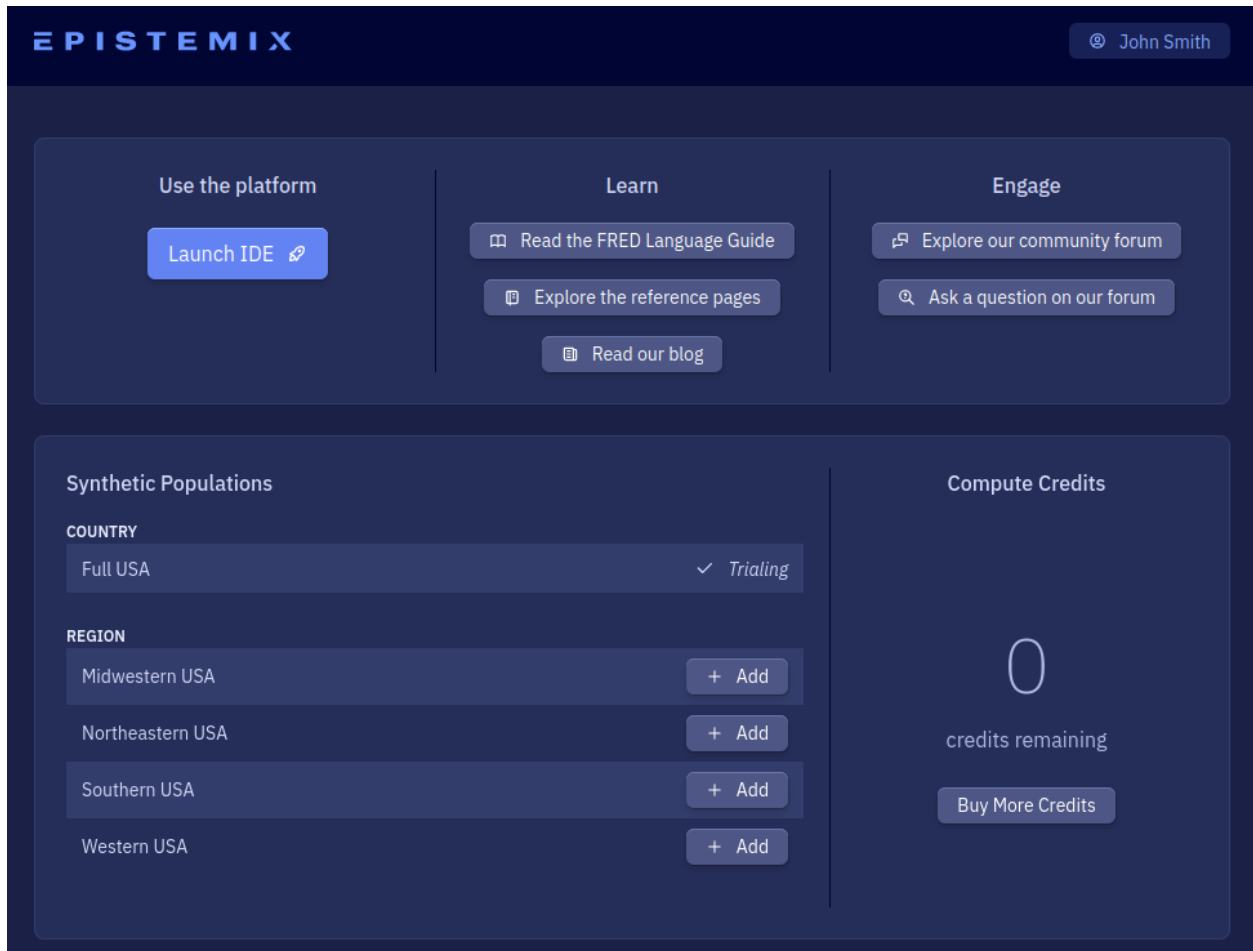 EPISTEMIX
John Smith
Use the platform
Launch IDE
Learn
Read the FRED Language Guide
Explore the reference pages
Read our blog
Engage
Explore our community forum
Ask a question on our forum
Synthetic Populations
COUNTRY
Full USA Trialing
REGION
Midwestern USA + Add
Northeastern USA + Add
Southern USA + Add
Western USA + Add
Compute Credits
0
credits remaining
Buy More Credits